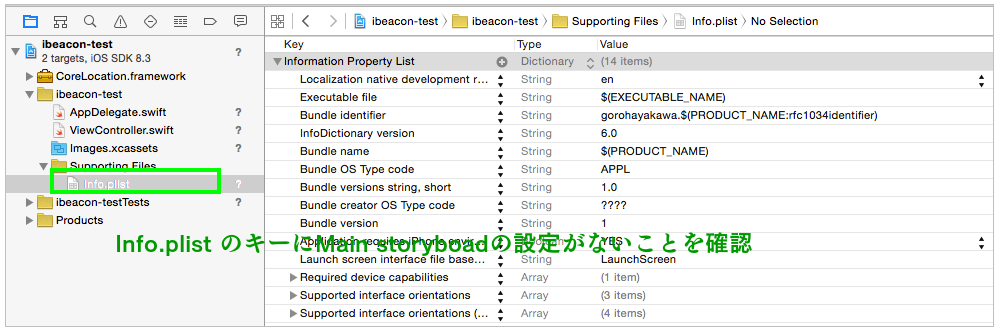 ibeacon-test ibeacon-test Supporting Files Info.plist No Selection
ibeacon-test
2 targets, iOS SDK 8.3 ?
CoreLocation.framework
ibeacon-test
AppDelegate.swift ?
ViewController.swift ?
Images.xcassets ?
Supporting Files
Info.plist ?
ibeacon-testTests ?
Products ?
Key Type Value
Information Property List Dictionary (14 items)
Localization native development r... String en
Executable file String $(EXECUTABLE_NAME)
Bundle identifier String gorohayakawa.$(PRODUCT_NAME:rfc1034identifier)
InfoDictionary version String 6.0
Bundle name String $(PRODUCT_NAME)
Bundle OS Type code String APPL
Bundle versions string, short String 1.0
Bundle creator OS Type code String ????
Bundle version String 1
Application requires iPhone envir... YES
Info.plist のキーにMain storyboadの設定がないことを確認
Launch screen interface file base... String LaunchScreen
Required device capabilities Array (1 item)
Supported interface orientations Array (3 items)
Supported interface orientations (... Array (4 items)